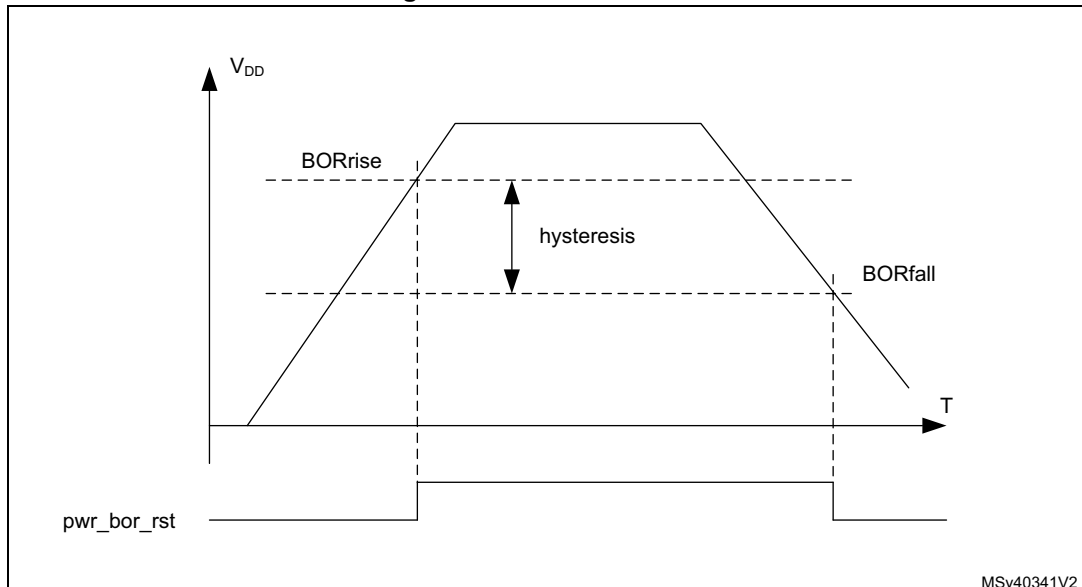 V_DD
BORrise
hysteresis
BORfall
T
pwr_bor_rst
MSv40341V2